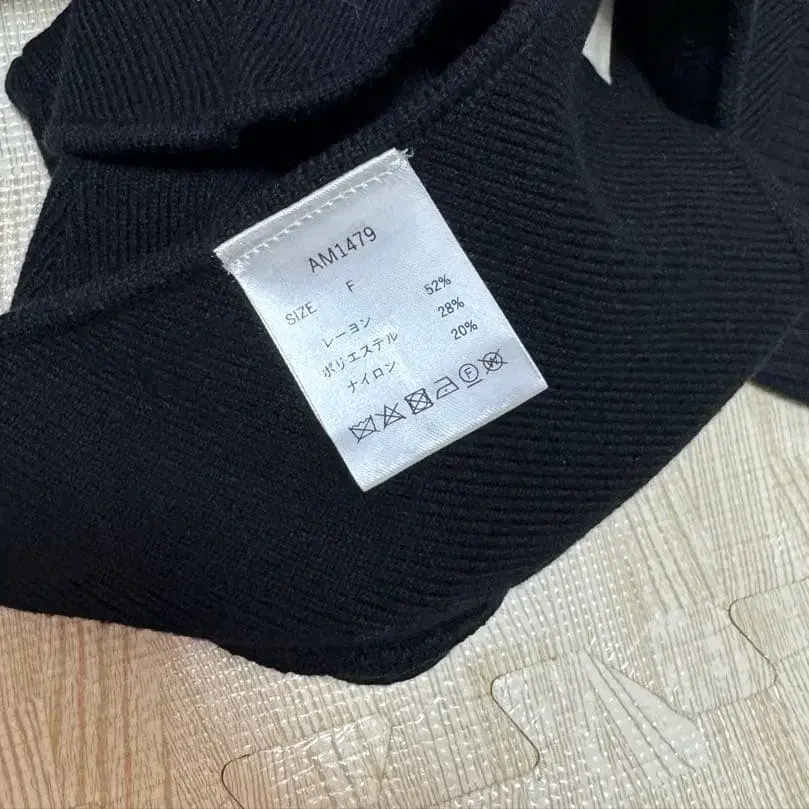 AM1479
SIZE F
レーヨン 52%
ポリエステル 28%
ナイロン 20%